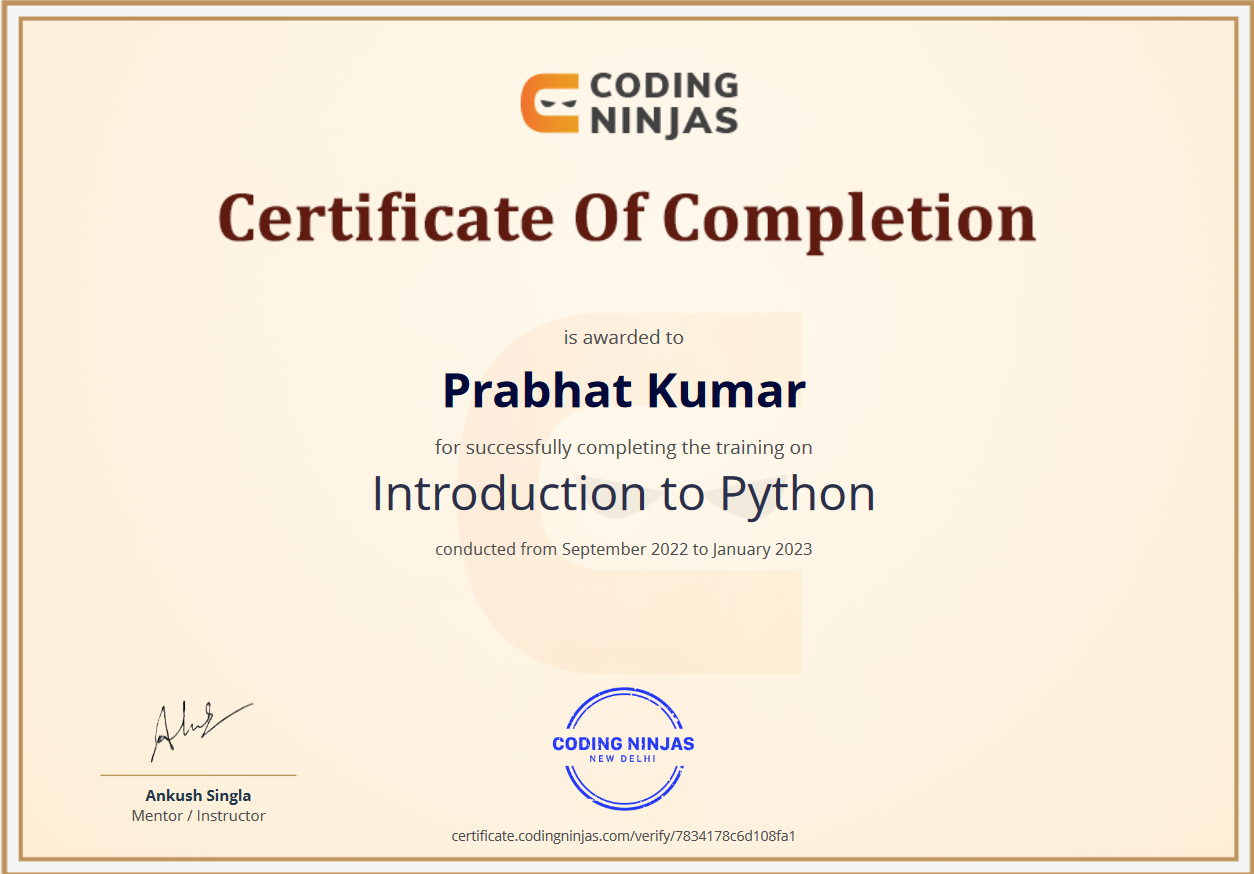 CODING
NINJAS
Certificate Of Completion
is awarded to
Prabhat Kumar
for successfully completing the training on
Introduction to Python
conducted from September 2022 to January 2023
Ankush Singla
Mentor / Instructor
CODING NINJAS
NEW DELHI
certificate.codingninjas.com/verify/7834178c6d108fa1